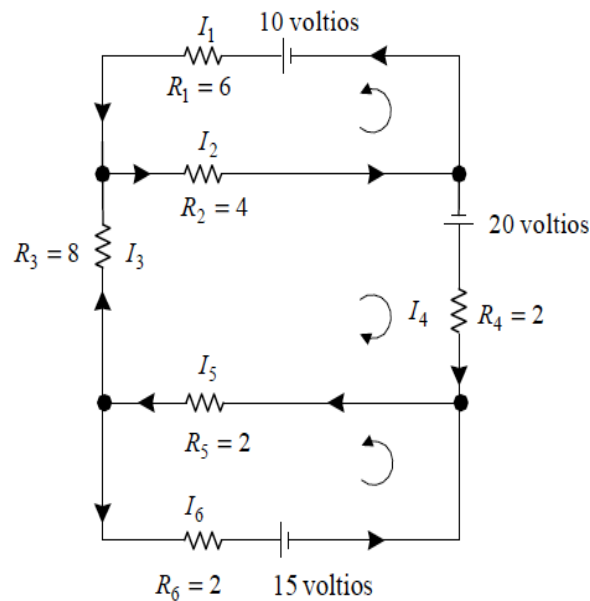 I₁ 10 voltios
R₁ = 6
I₂
R₂ = 4
20 voltios
R₃ = 8 I₃
I₄ R₄ = 2
I₅
R₅ = 2
I₆
R₆ = 2 15 voltios